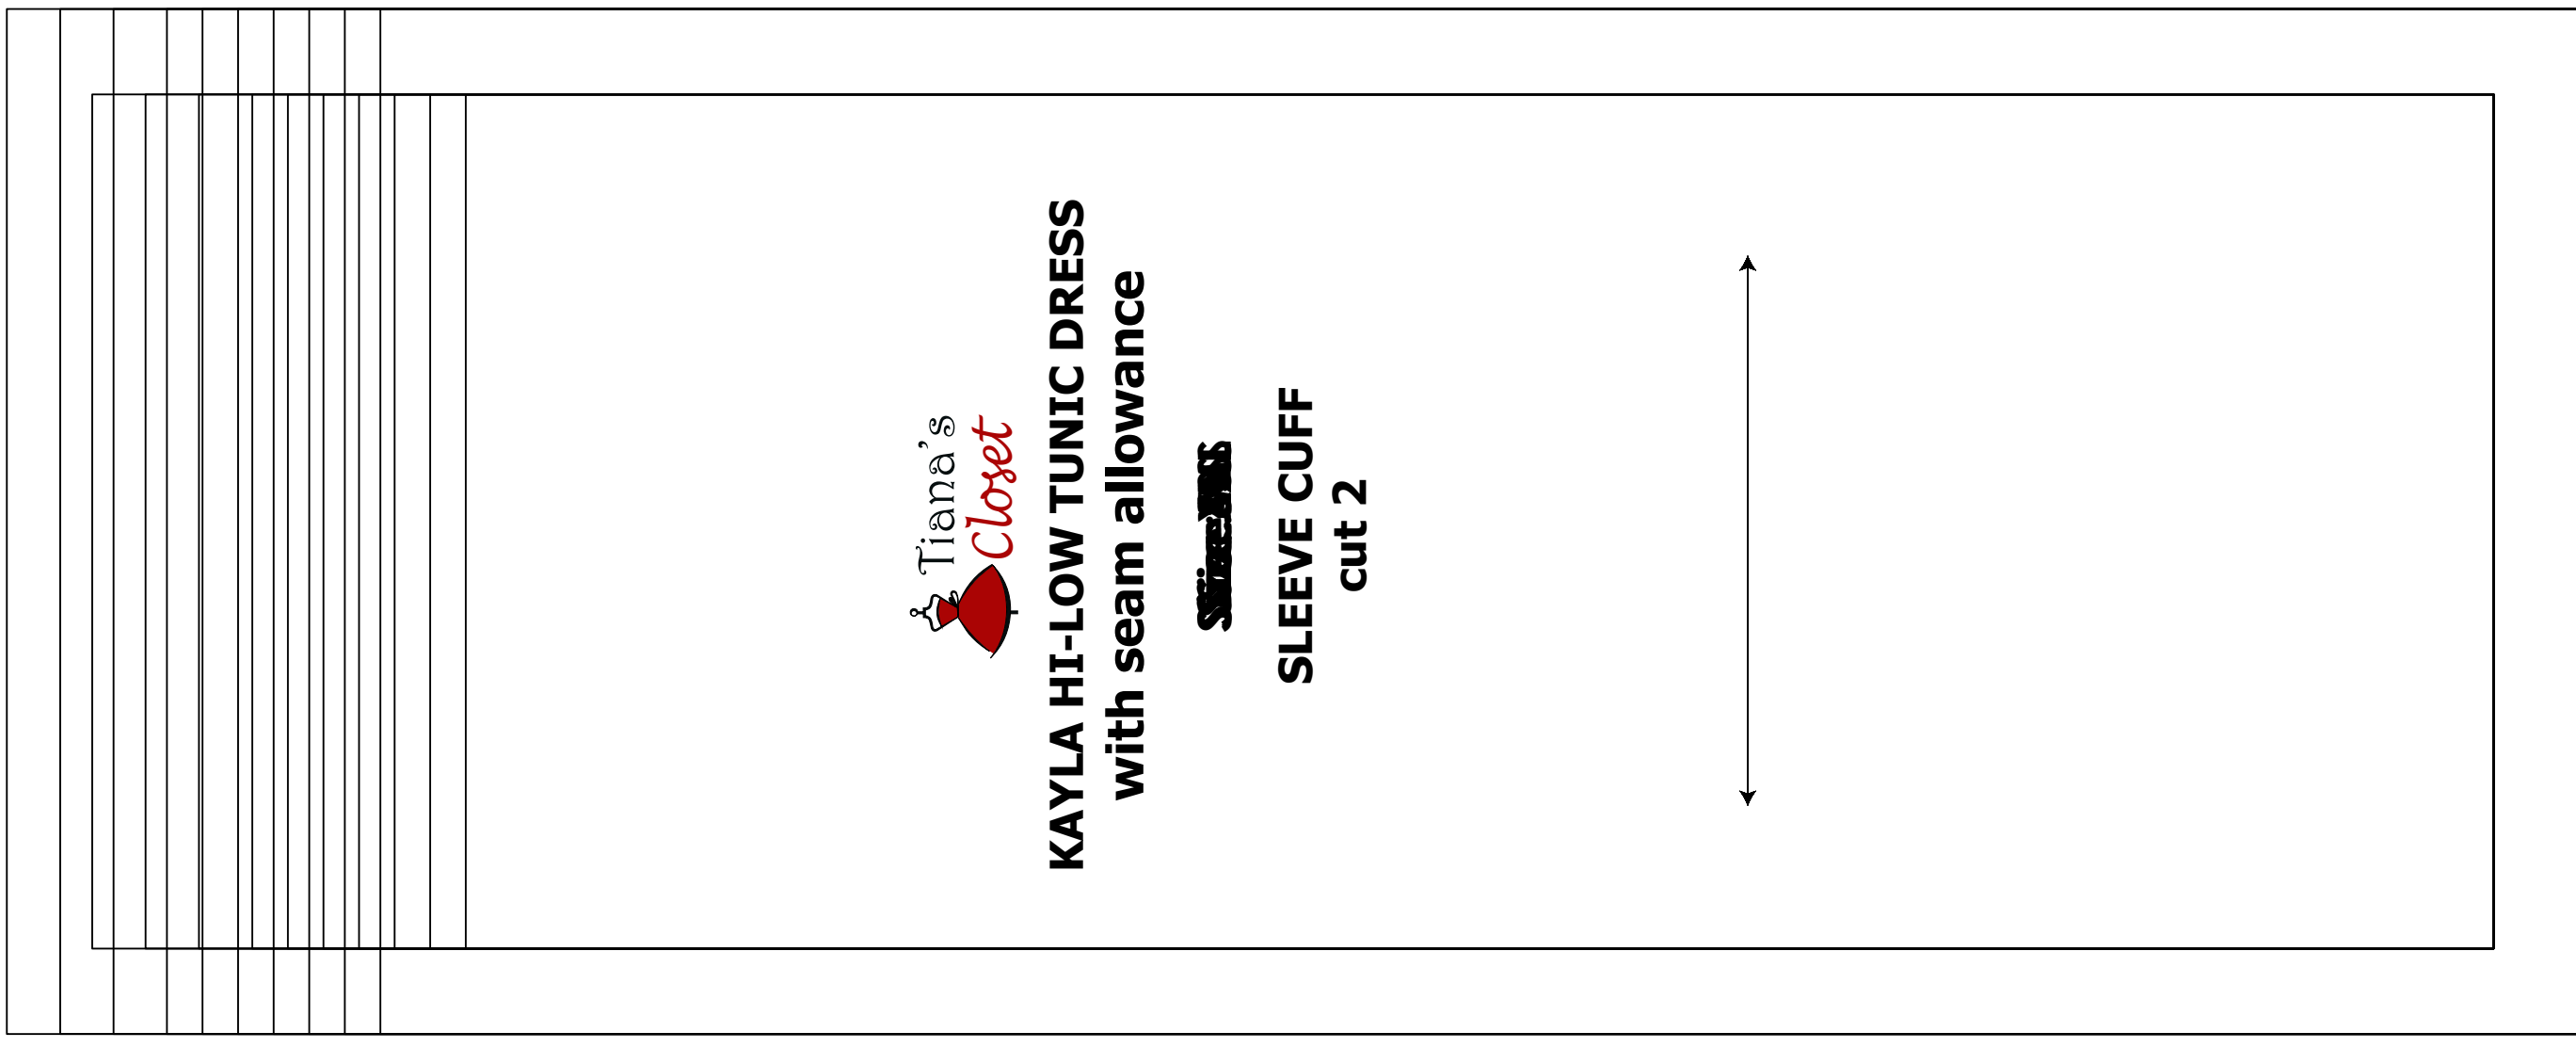 Tiana's
Closet
KAYLA HI-LOW TUNIC DRESS
with seam allowance
SLEEVE CUFF
cut 2